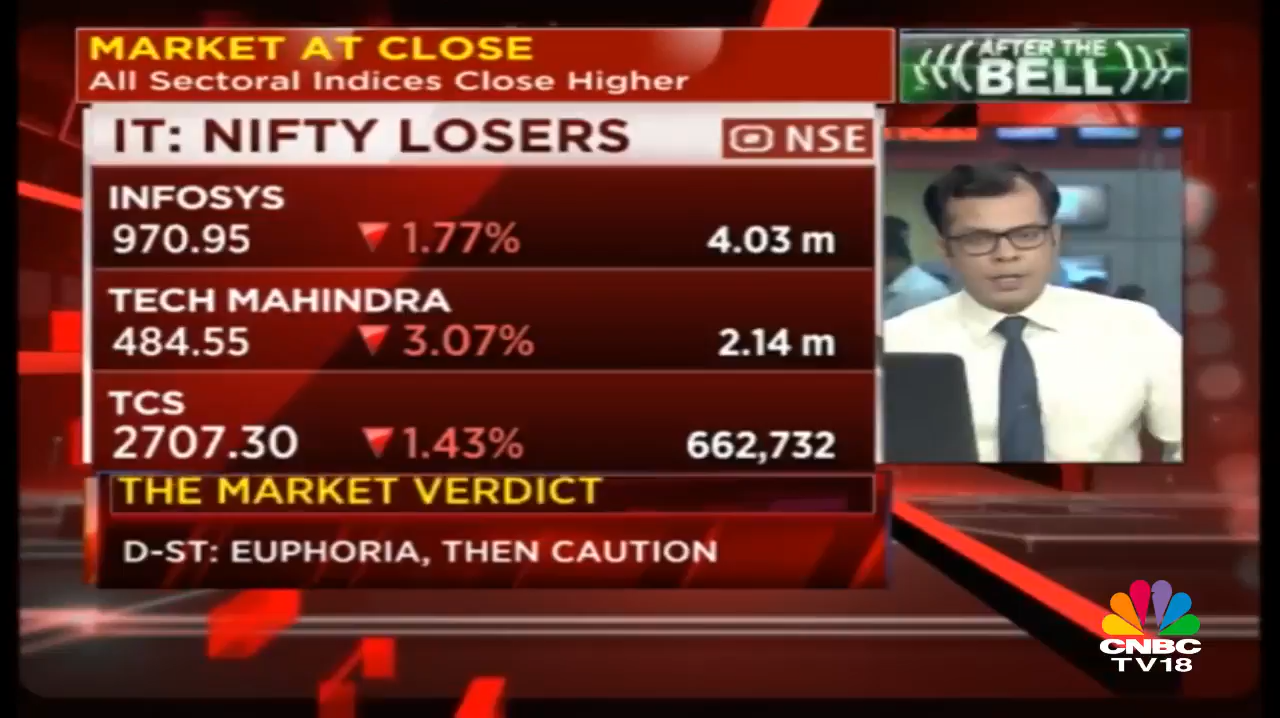 MARKET AT CLOSE
All Sectoral Indices Close Higher
AFTER THE
BELL
IT: NIFTY LOSERS
NSE
INFOSYS
970.95 ▼ 1.77% 4.03 m
TECH MAHINDRA
484.55 ▼ 3.07% 2.14 m
TCS
2707.30 ▼ 1.43% 662,732
THE MARKET VERDICT
D-ST: EUPHORIA, THEN CAUTION
CNBC
TV18